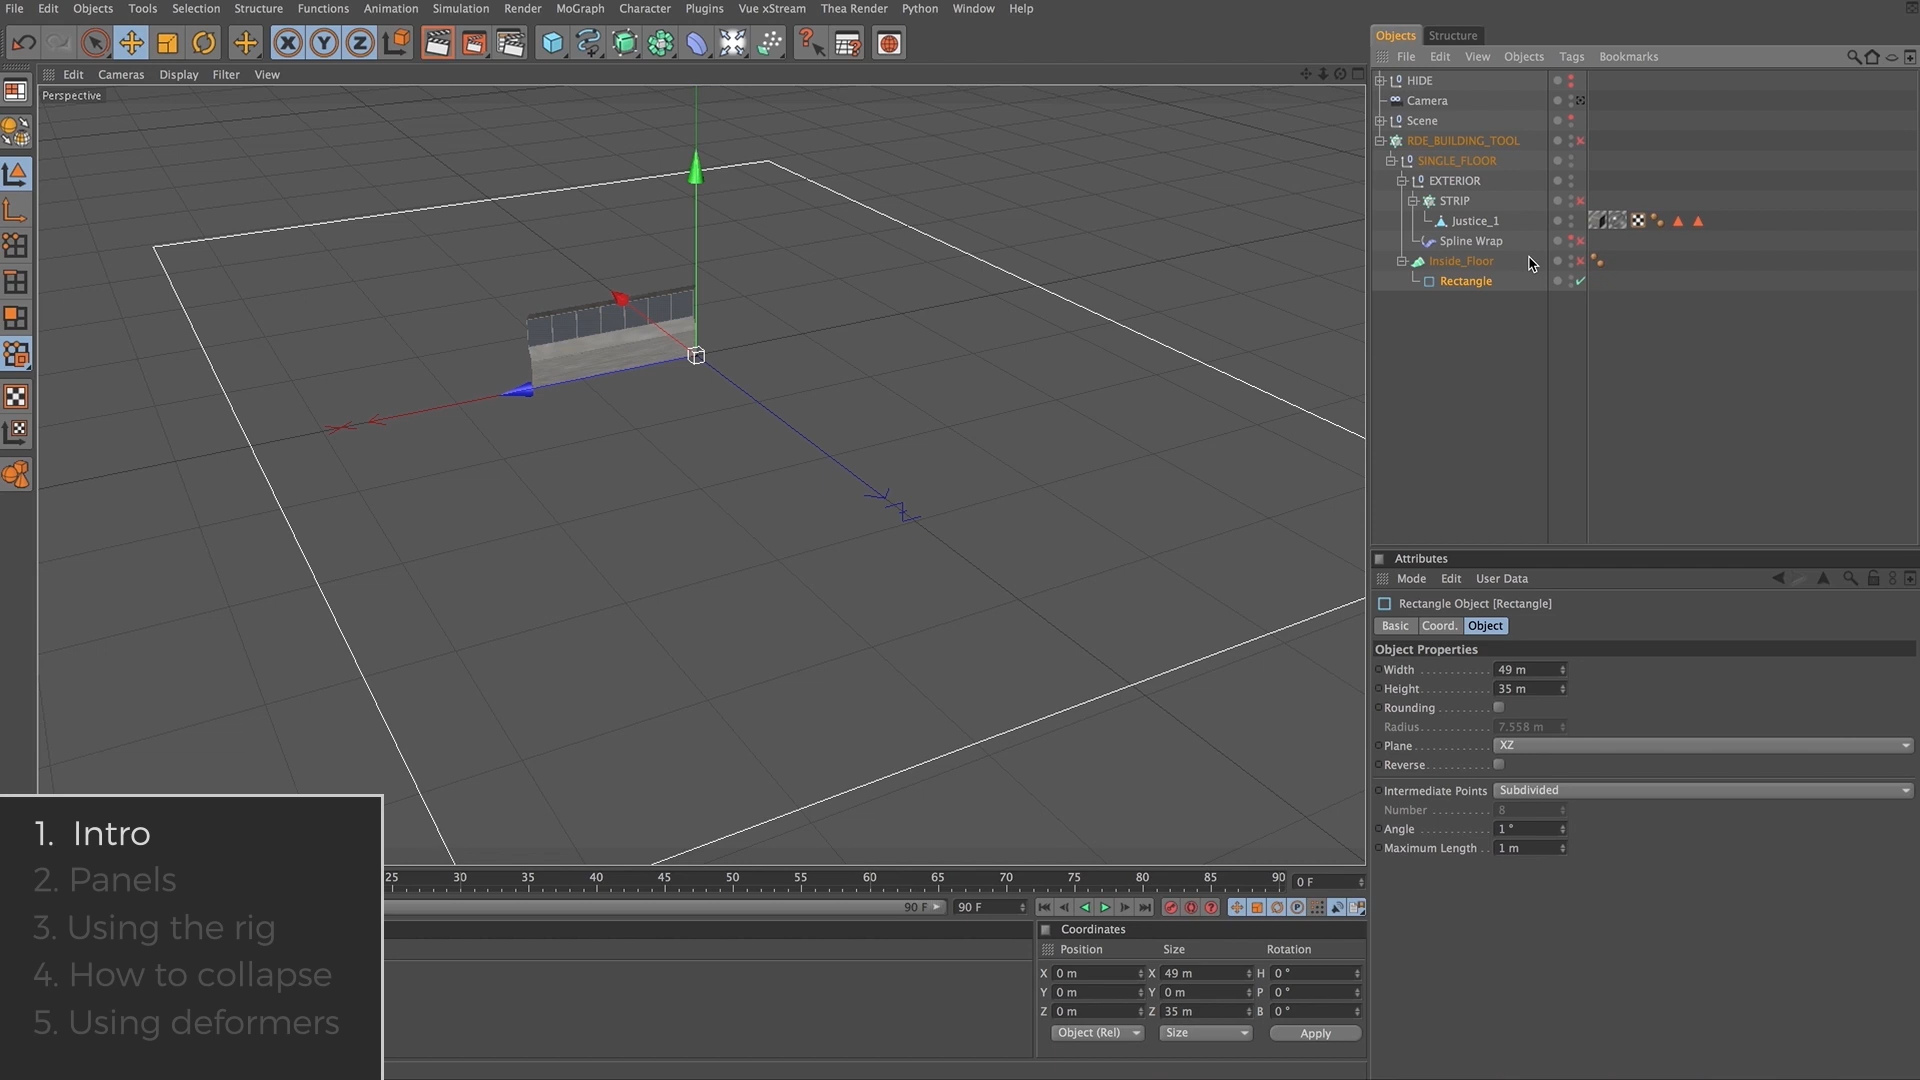 File Edit Objects Tools Selection Structure Functions Animation Simulation Render MoGraph Character Plugins Vue xStream Thea Render Python Window Help
Edit Cameras Display Filter View
Perspective
Objects Structure
File Edit View Objects Tags Bookmarks
HIDE
Camera
Scene
RDE_BUILDING_TOOL
SINGLE_FLOOR
EXTERIOR
STRIP
Justice_1
Spline Wrap
Inside_Floor
Rectangle
Attributes
Mode Edit User Data
Rectangle Object [Rectangle]
Basic Coord. Object
Object Properties
Width 49 m
Height 35 m
Rounding
Radius 7.558 m
Plane XZ
Reverse
Intermediate Points Subdivided
Number 8
Angle 1 °
Maximum Length 1 m
1. Intro
2. Panels
3. Using the rig
4. How to collapse
5. Using deformers
25 30 35 40 45 50 55 60 65 70 75 80 85 90 0 F
90 F 90 F
Coordinates
Position Size Rotation
X 0 m X 49 m H 0 °
Y 0 m Y 0 m P 0 °
Z 0 m Z 35 m B 0 °
Object (Rel) Size Apply